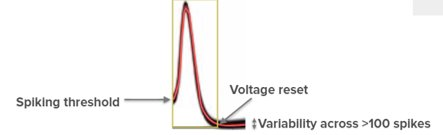 Voltage reset
Spiking threshold
Variability across >100 spikes